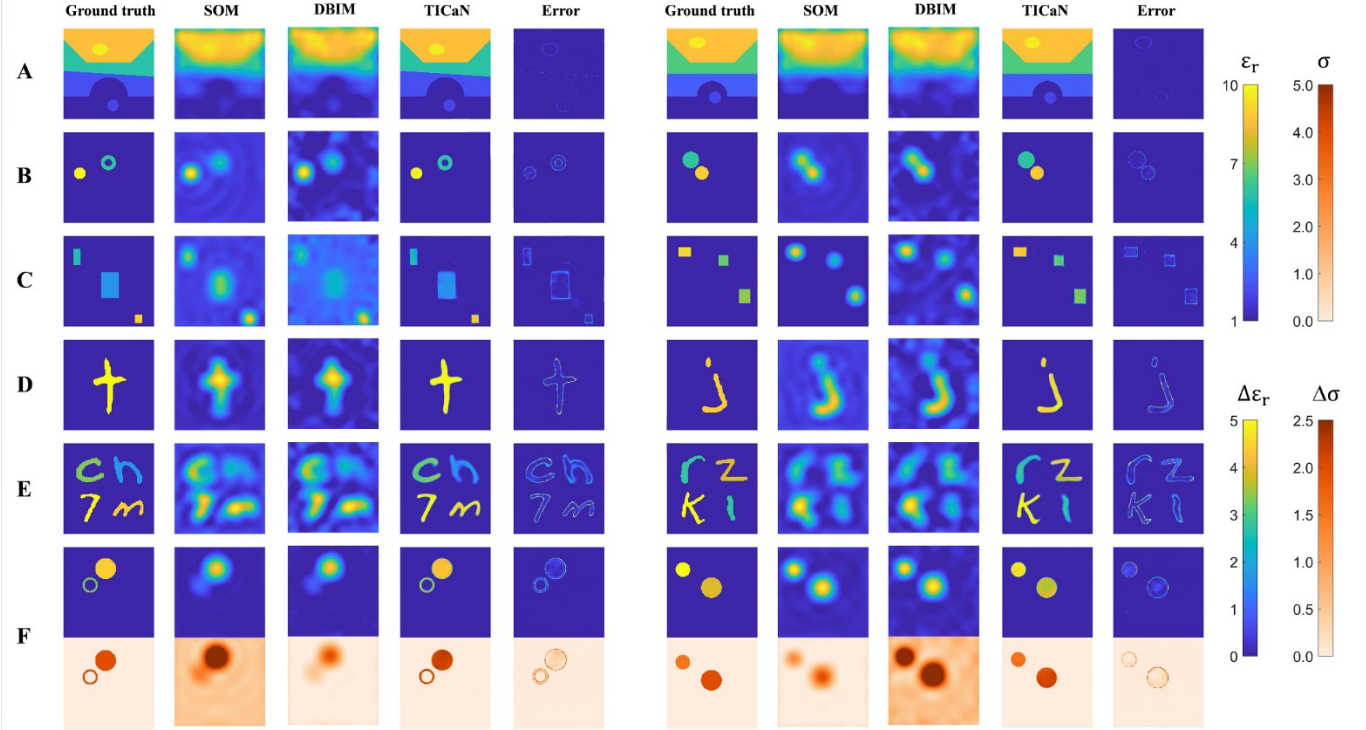 Ground truth SOM DBIM TICaN Error Ground truth SOM DBIM TICaN Error
A
εr σ
10 5.0
4.0
B
7 3.0
2.0
4
1.0
C
1 0.0
D
t j
Δεr Δσ
5 2.5
4 2.0
E
c h r z
7 m K l
3 1.5
2 1.0
F
1 0.5
0 0.0